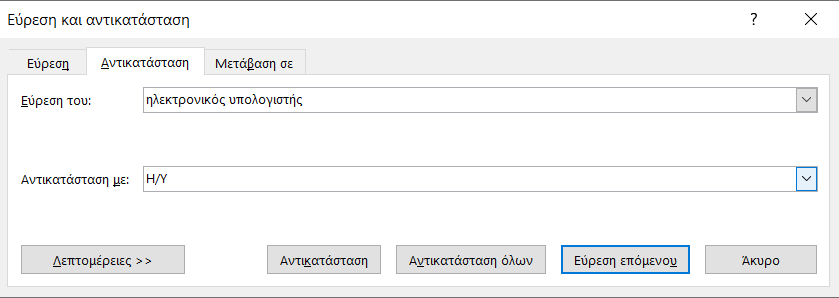 Εύρεση και αντικατάσταση
?
Εύρεση Αντικατάσταση Μετάβαση σε
Εύρεση του: ηλεκτρονικός υπολογιστής
Αντικατάσταση με: Η/Υ
Λεπτομέρειες >> Αντικατάσταση Αντικατάσταση όλων Εύρεση επόμενου Άκυρο